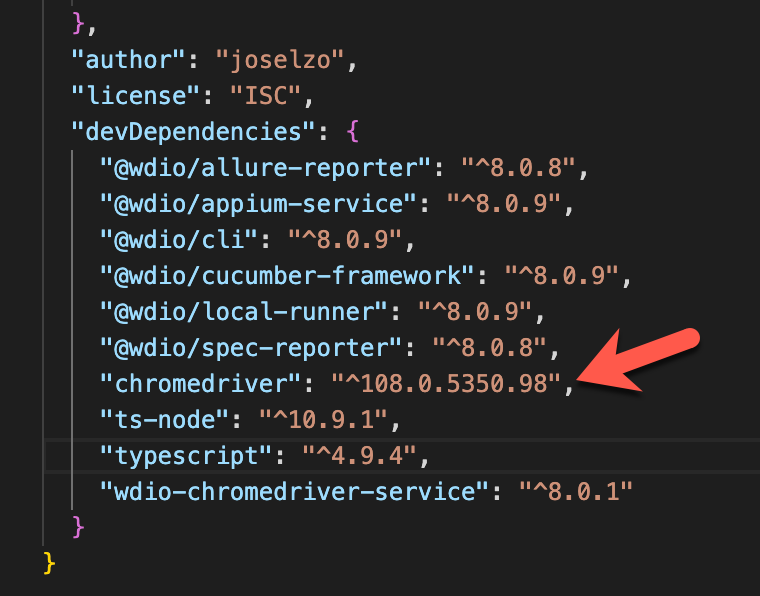 },
"author": "joselzo",
"license": "ISC",
"devDependencies": {
"@wdio/allure-reporter": "^8.0.8",
"@wdio/appium-service": "^8.0.9",
"@wdio/cli": "^8.0.9",
"@wdio/cucumber-framework": "^8.0.9",
"@wdio/local-runner": "^8.0.9",
"@wdio/spec-reporter": "^8.0.8",
"chromedriver": "^108.0.5350.98",
"ts-node": "^10.9.1",
"typescript": "^4.9.4",
"wdio-chromedriver-service": "^8.0.1"
}
}